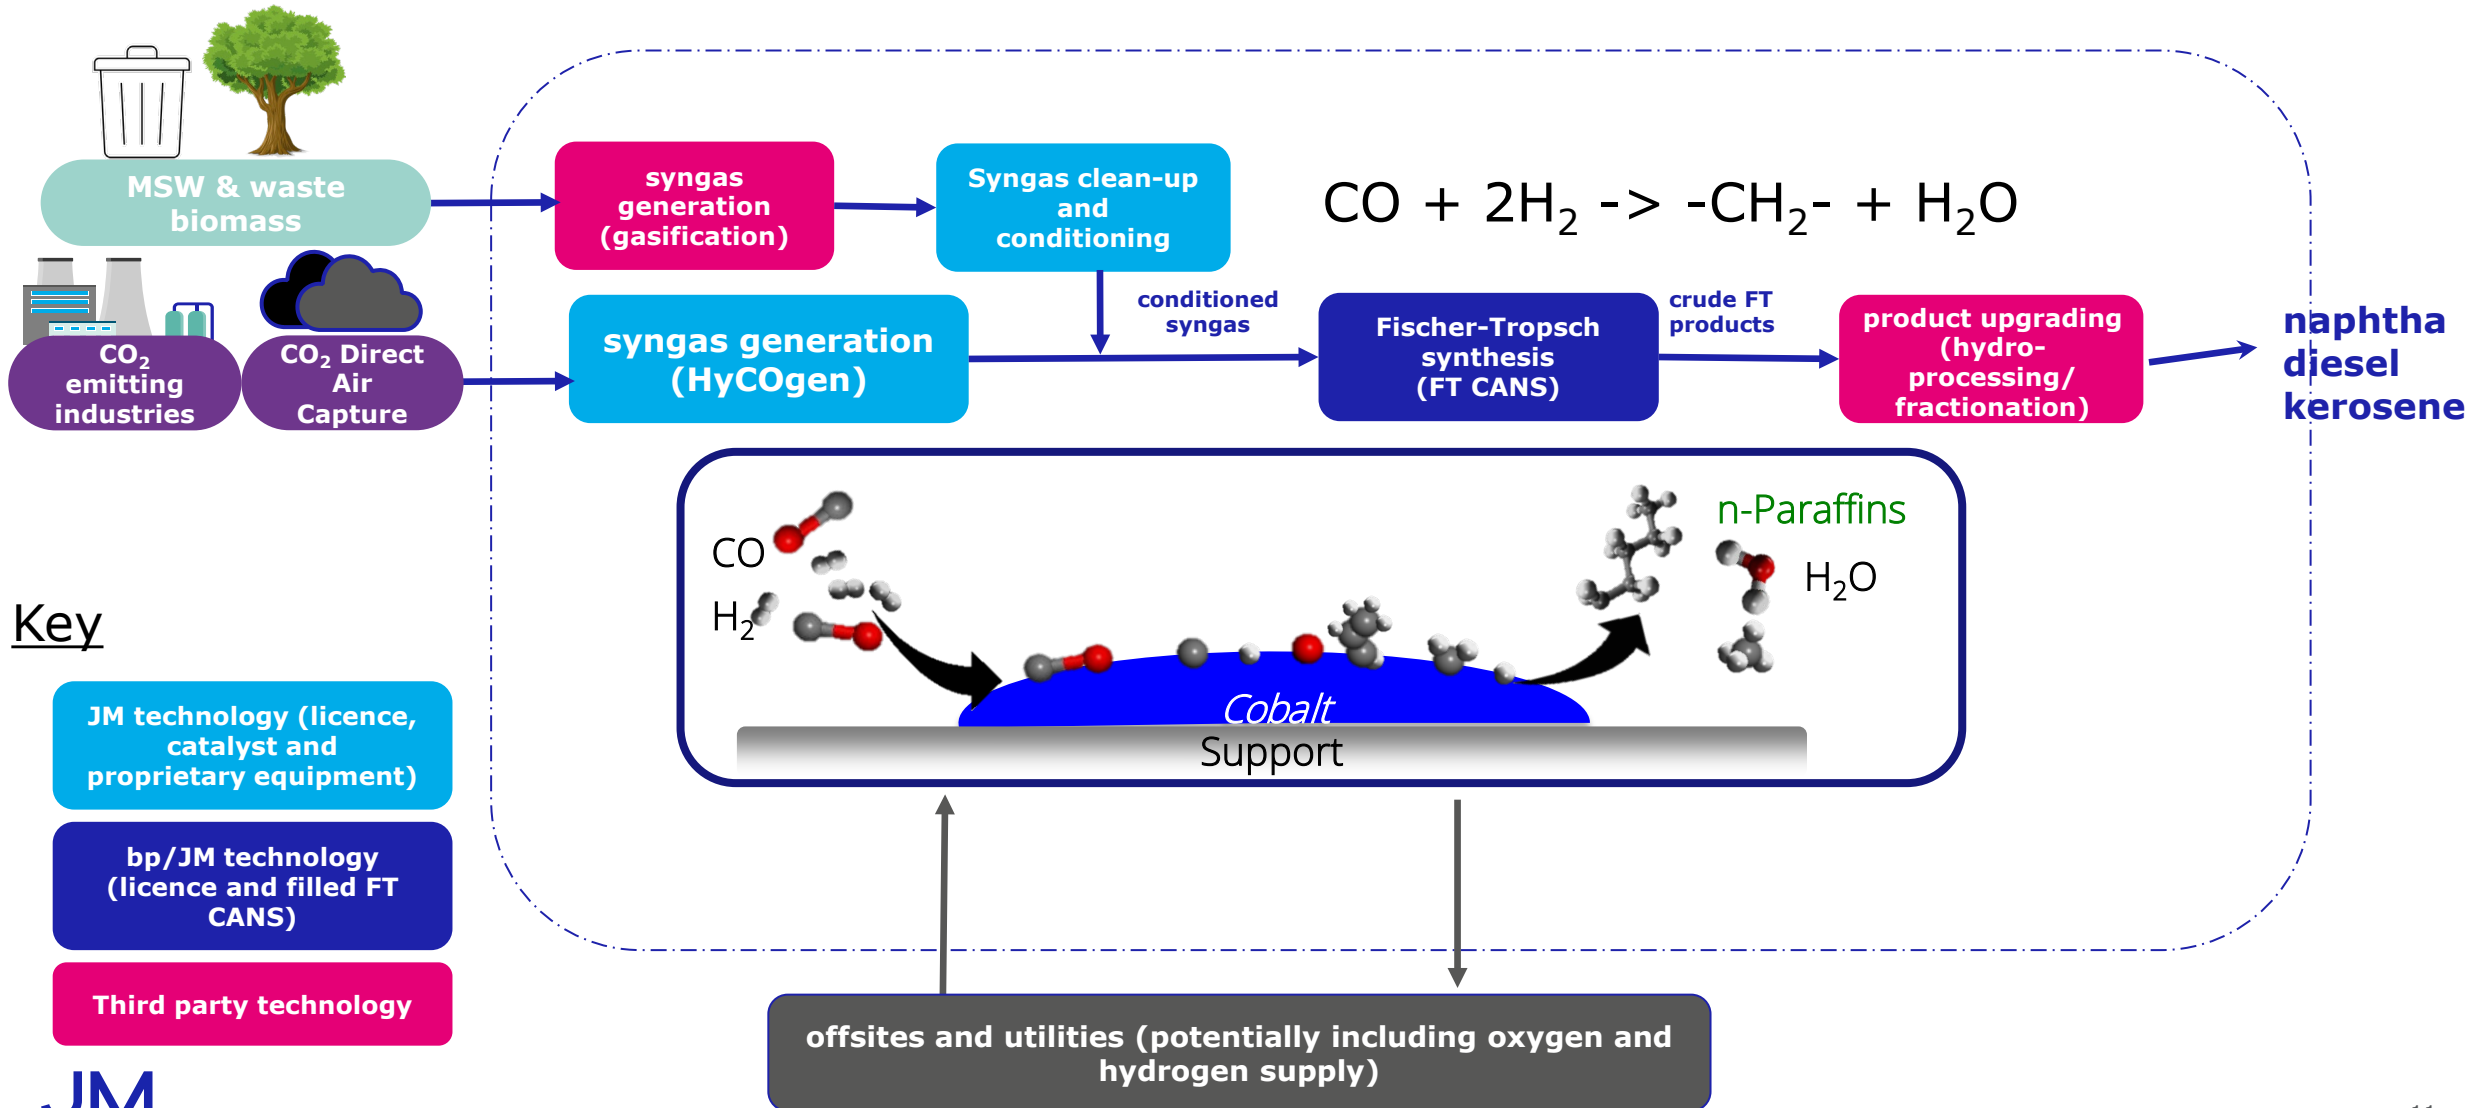 MSW & waste
biomass
syngas
generation
(gasification)
Syngas clean-up
and
conditioning
CO + 2H₂ -> -CH₂- + H₂O
CO₂
emitting
industries
CO₂ Direct
Air
Capture
syngas generation
(HyCOgen)
conditioned
syngas
Fischer-Tropsch
synthesis
(FT CANS)
crude FT
products
product upgrading
(hydro-
processing/
fractionation)
naphtha
diesel
kerosene
CO
H₂
n-Paraffins
H₂O
Cobalt
Support
Key
JM technology (licence,
catalyst and
proprietary equipment)
bp/JM technology
(licence and filled FT
CANS)
Third party technology
offsites and utilities (potentially including oxygen and
hydrogen supply)
JM